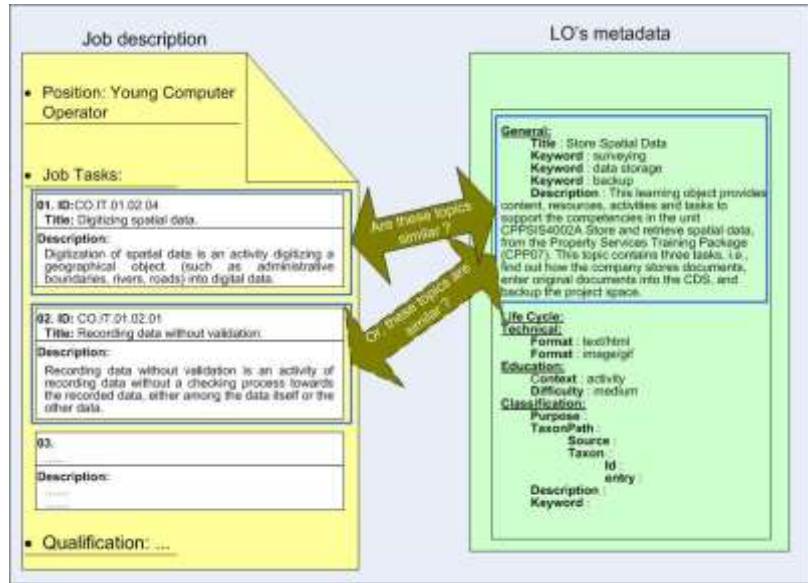 Job description
• Position: Young Computer
Operator
• Job Tasks:
01. ID:CO.IT.01.02.04
Title: Digitizing spatial data.
Description:
Digitization of spatial data is an activity digitizing a
geographical object (such as administrative
boundaries, rivers, roads) into digital data.
02. ID: CO.IT.01.02.01
Title: Recording data without validation
Description:
Recording data without validation is an activity of
recording data without a checking process towards
the recorded data, either among the data itself or the
other data.
03.
......
Description:
......
......
• Qualification: ...
Are these topics
similar ?
Or, these topics are
similar ?
LO's metadata
General:
Title : Store Spatial Data
Keyword : surveying
Keyword : data storage
Keyword : backup
Description : This learning object provides
content, resources, activities and tasks to
support the competencies in the unit
CPPSIS4002A Store and retrieve spatial data,
from the Property Services Training Package
(CPP07). This topic contains three tasks, i.e.,
find out how the company stores documents,
enter original documents into the CDS, and
backup the project space.
Life Cycle:
Technical:
Format : text/html
Format : image/gif
Education:
Context : activity
Difficulty : medium
Classification:
Purpose :
TaxonPath :
Source :
Taxon :
Id :
entry :
Description :
Keyword :